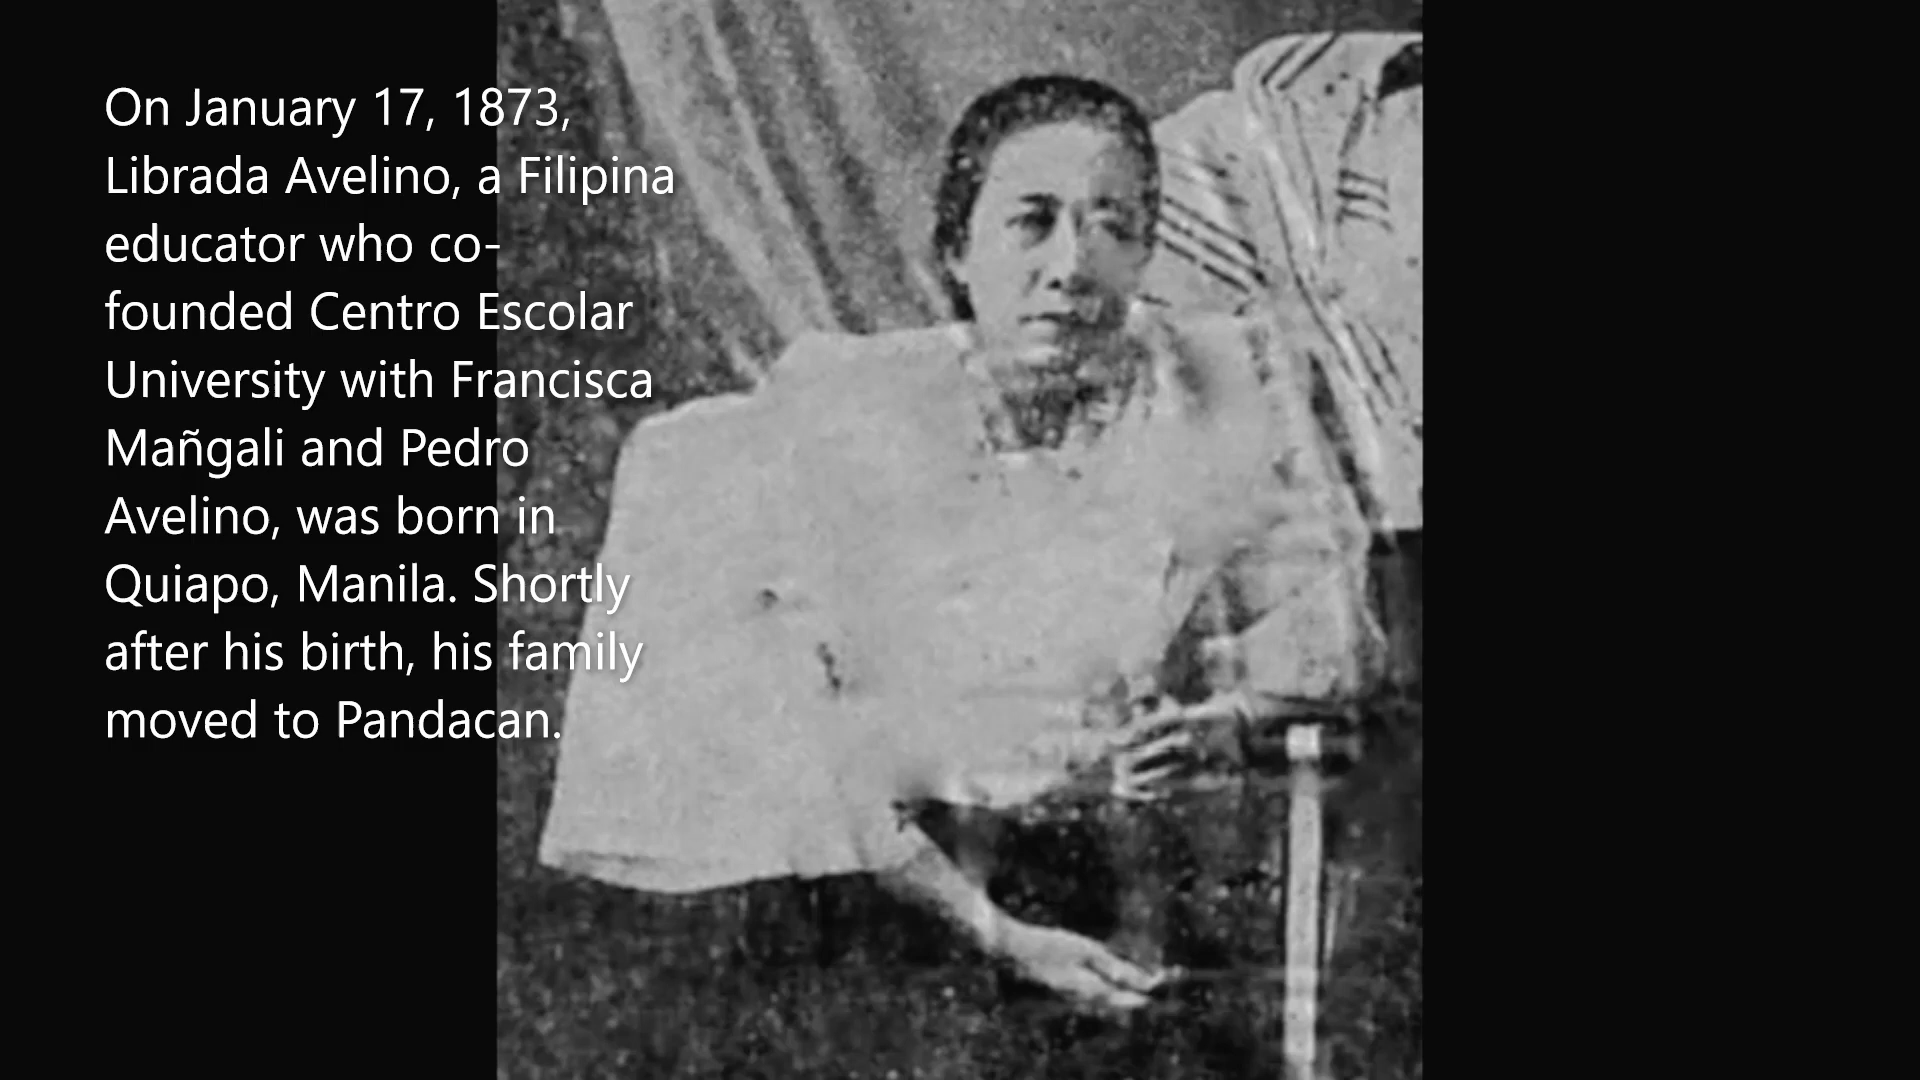 On January 17, 1873,
Librada Avelino, a Filipina
educator who co-
founded Centro Escolar
University with Francisca
Mañgali and Pedro
Avelino, was born in
Quiapo, Manila. Shortly
after his birth, his family
moved to Pandacan.